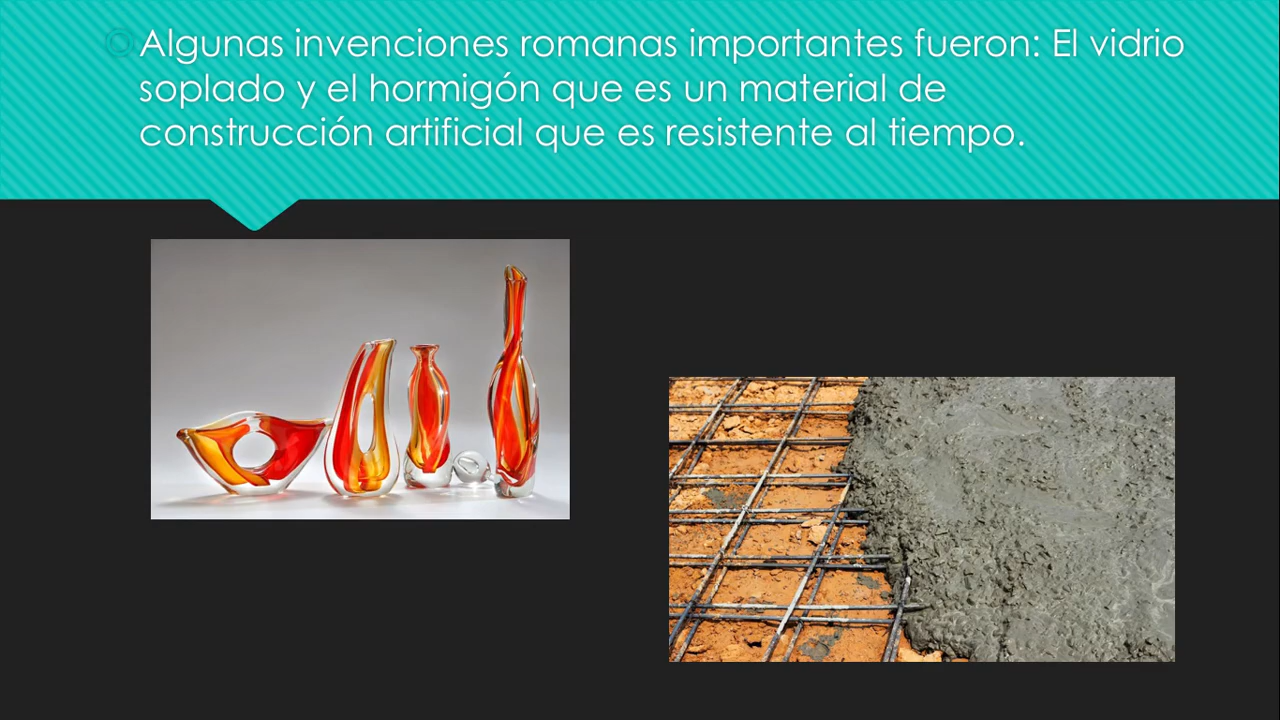 Algunas invenciones romanas importantes fueron: El vidrio
soplado y el hormigón que es un material de
construcción artificial que es resistente al tiempo.